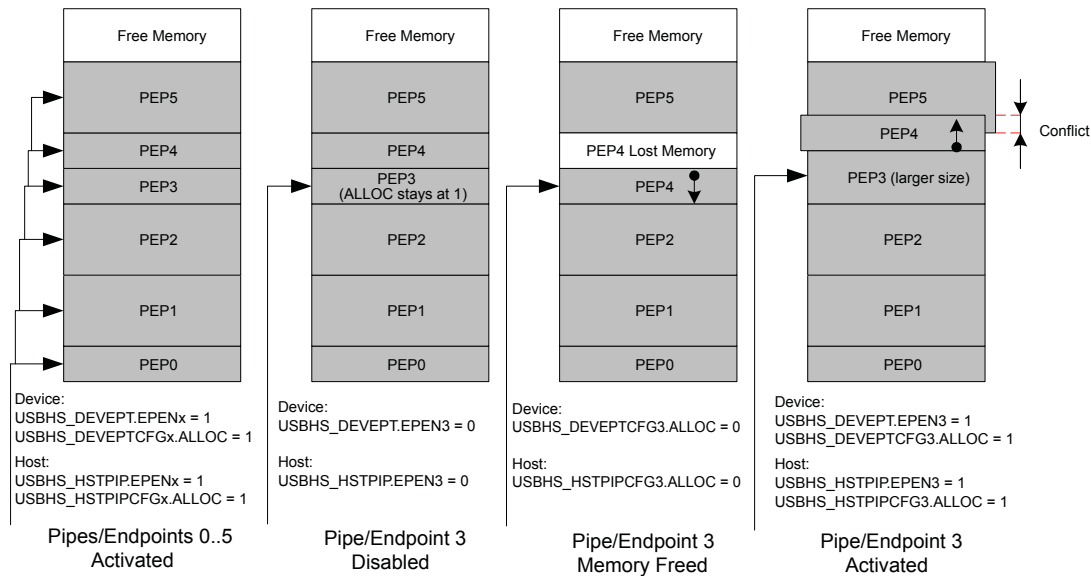 Free Memory
PEP5
PEP4
PEP3
PEP2
PEP1
PEP0
Device:
USBHS_DEVEPT.EPENx = 1
USBHS_DEVEPTCFGx.ALLOC = 1
Host:
USBHS_HSTPIP.EPENx = 1
USBHS_HSTPIPCFGx.ALLOC = 1
Pipes/Endpoints 0..5
Activated
Free Memory
PEP5
PEP4
PEP3
(ALLOC stays at 1)
PEP2
PEP1
PEP0
Device:
USBHS_DEVEPT.EPEN3 = 0
Host:
USBHS_HSTPIP.EPEN3 = 0
Pipe/Endpoint 3
Disabled
Free Memory
PEP5
PEP4 Lost Memory
PEP4
PEP2
PEP1
PEP0
Device:
USBHS_DEVEPTCFG3.ALLOC = 0
Host:
USBHS_HSTPIPCFG3.ALLOC = 0
Pipe/Endpoint 3
Memory Freed
Free Memory
PEP5
PEP4
Conflict
PEP3 (larger size)
PEP2
PEP1
PEP0
Device:
USBHS_DEVEPT.EPEN3 = 1
USBHS_DEVEPTCFG3.ALLOC = 1
Host:
USBHS_HSTPIP.EPEN3 = 1
USBHS_HSTPIPCFG3.ALLOC = 1
Pipe/Endpoint 3
Activated